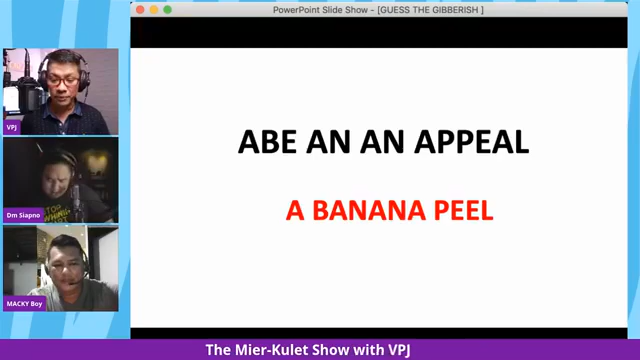 PowerPoint Slide Show - [GUESS THE GIBBERISH ]
VPJ
ABE AN AN APPEAL
A BANANA PEEL
Dm Siapno
MACKY Boy
The Mier-Kulet Show with VPJ